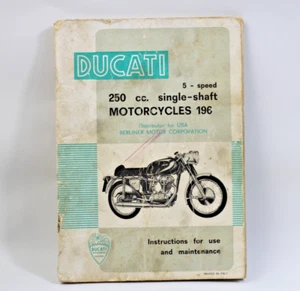 DUCATI
5 - speed
250 cc. single-shaft
MOTORCYCLES 196
Distributor for USA
BERLINER MOTOR CORPORATION
DUCATI
Instructions for use
and maintenance